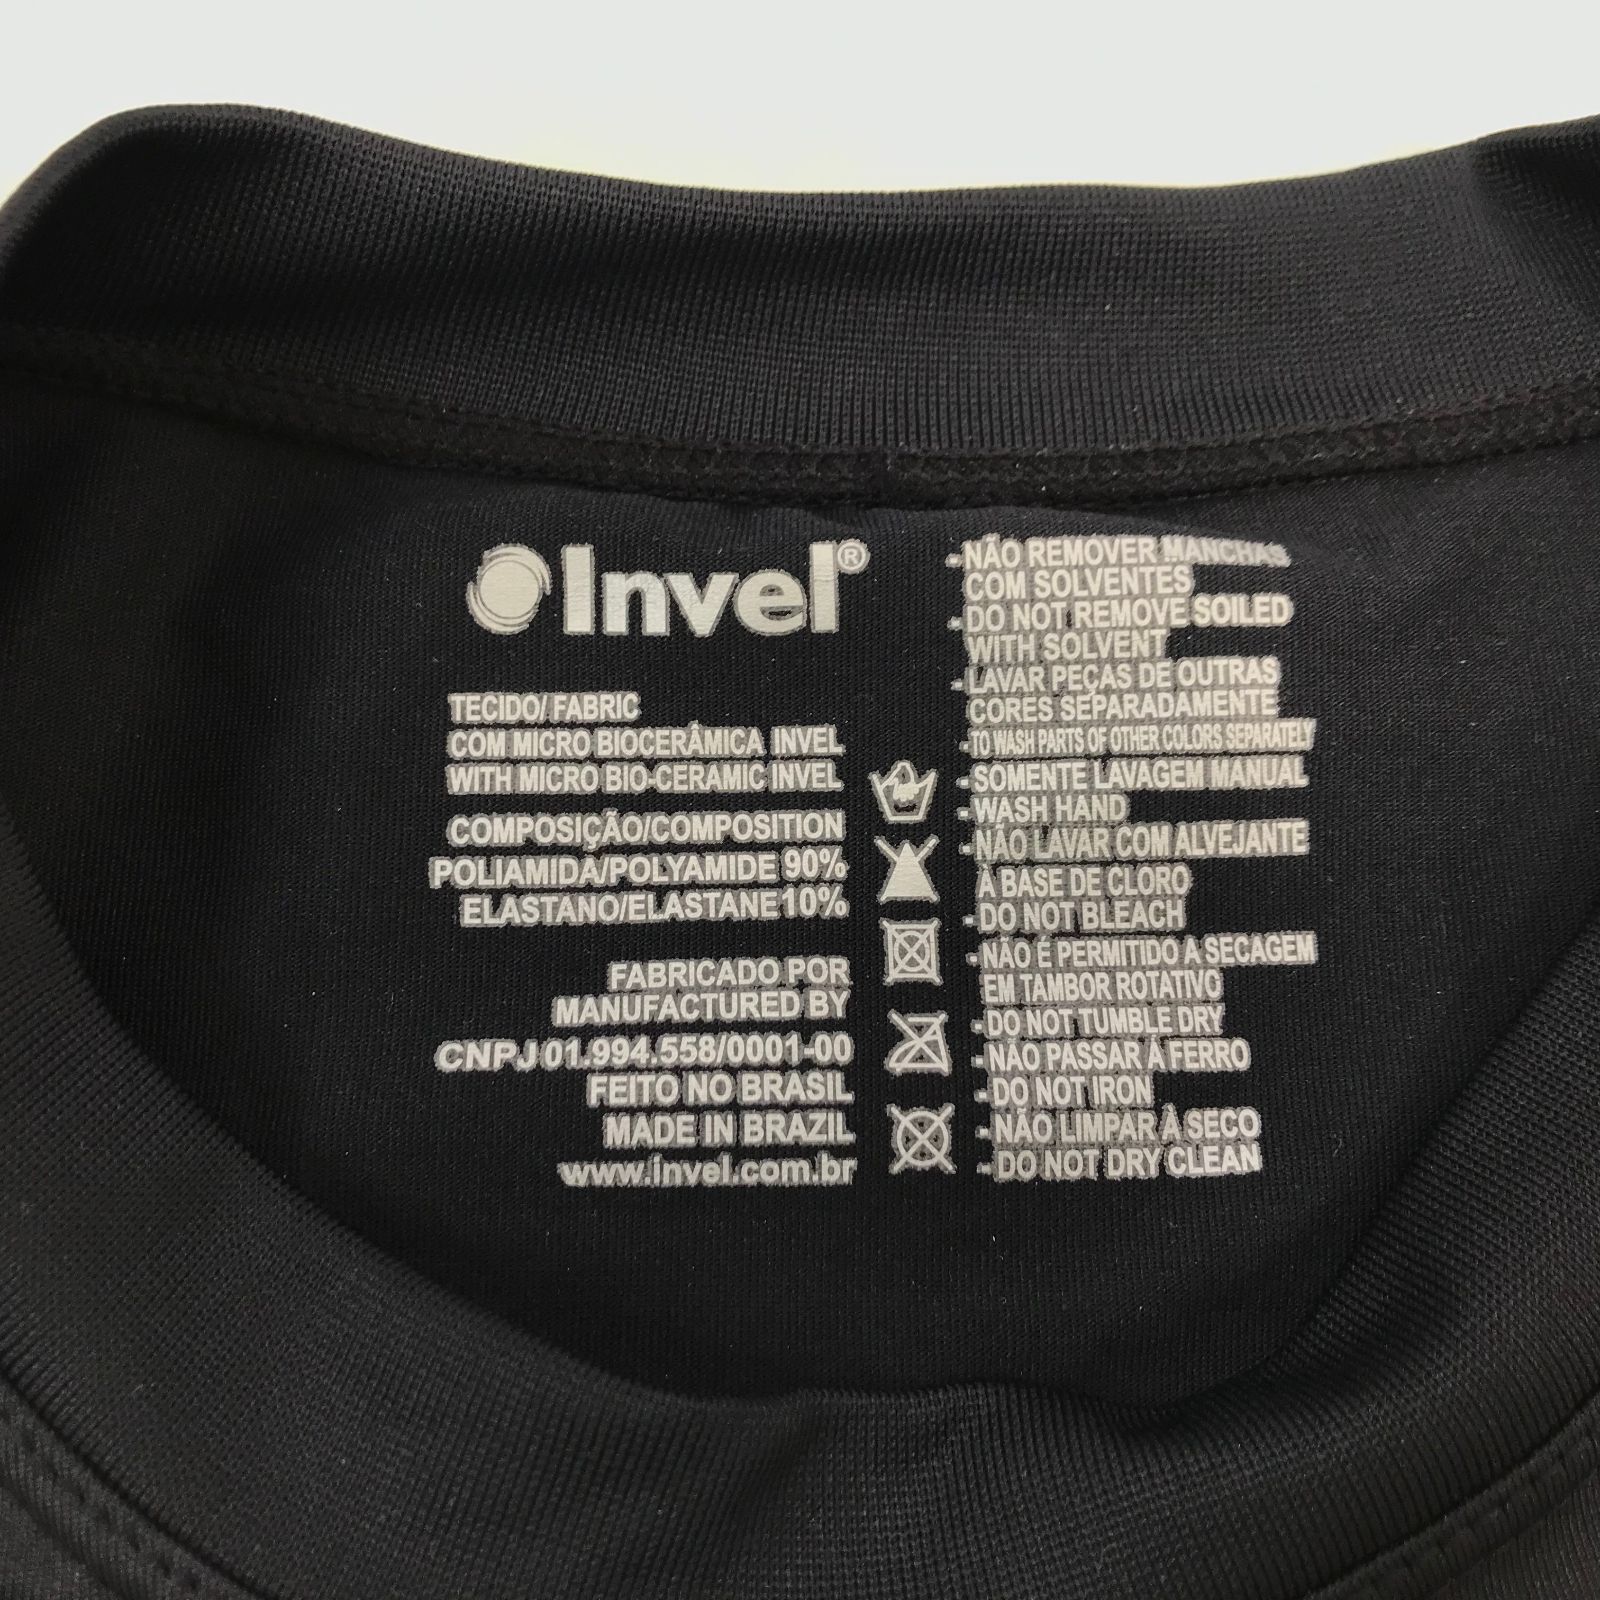 Invel®
TECIDO/ FABRIC
COM MICRO BIOCERÂMICA INVEL
WITH MICRO BIO-CERAMIC INVEL
COMPOSIÇÃO/COMPOSITION
POLIAMIDA/POLYAMIDE 90%
ELASTANO/ELASTANE 10%
FABRICADO POR
MANUFACTURED BY
CNPJ 01.994.558/0001-00
FEITO NO BRASIL
MADE IN BRAZIL
www.invel.com.br
-NÃO REMOVER MANCHAS
COM SOLVENTES
-DO NOT REMOVE SOILED
WITH SOLVENT
-LAVAR PEÇAS DE OUTRAS
CORES SEPARADAMENTE
-TO WASH PARTS OF OTHER COLORS SEPARATELY
-SOMENTE LAVAGEM MANUAL
-WASH HAND
-NÃO LAVAR COM ALVEJANTE
À BASE DE CLORO
-DO NOT BLEACH
-NÃO É PERMITIDO A SECAGEM
EM TAMBOR ROTATIVO
-DO NOT TUMBLE DRY
-NÃO PASSAR À FERRO
-DO NOT IRON
-NÃO LIMPAR À SECO
-DO NOT DRY CLEAN